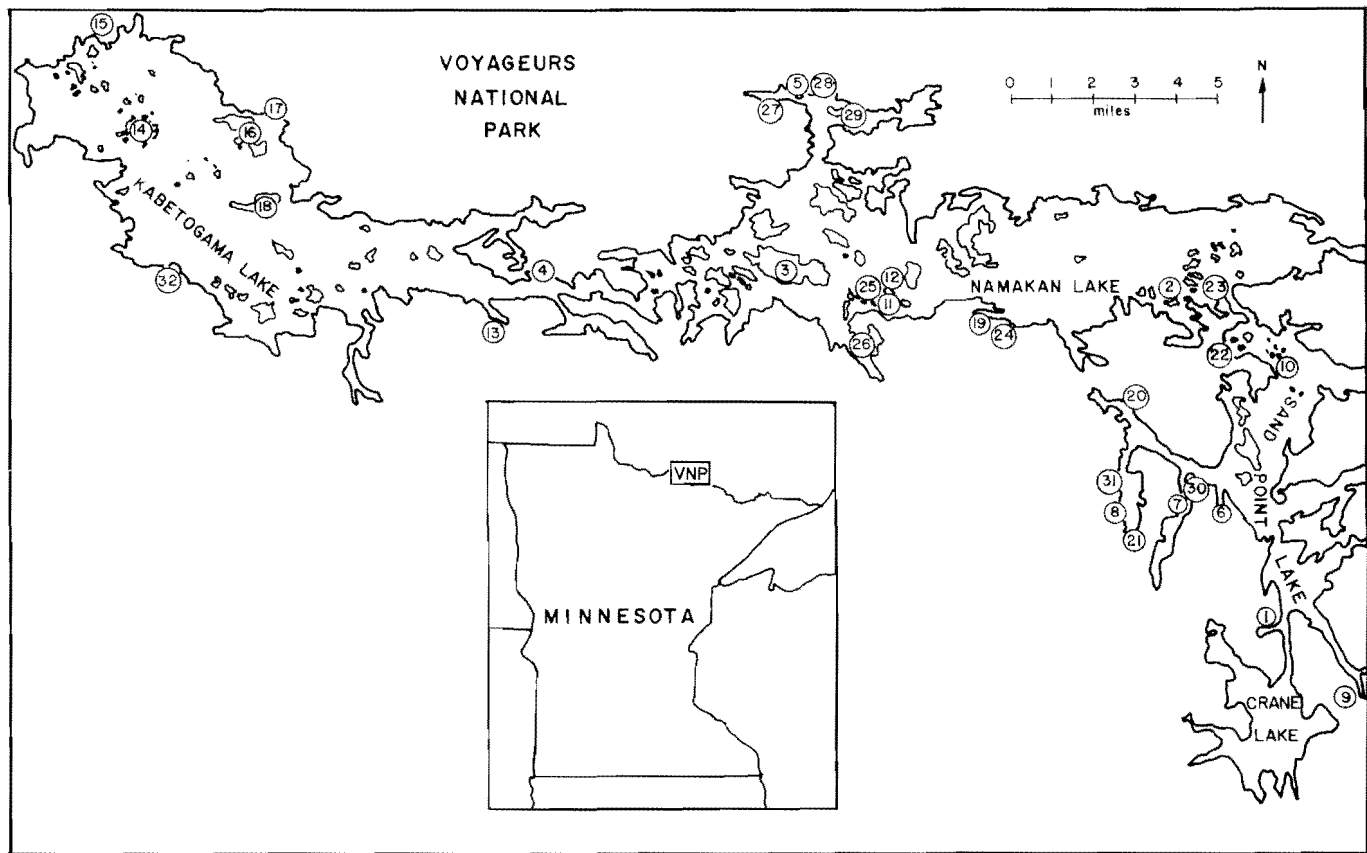 VOYAGEURS
NATIONAL
PARK
0 1 2 3 4 5
miles
N
15
14
17
16
18
KABETOGAMA LAKE
32
4
13
5
28
27
29
3
25
12
11
26
NAMAKAN LAKE
19
24
2
23
22
10
20
SAND
POINT
LAKE
31
8
21
7
30
6
1
9
CRANE
LAKE
VNP
MINNESOTA